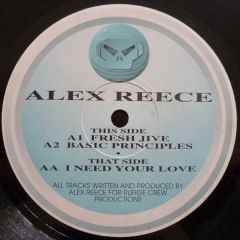 ALEX REECE
THIS SIDE
A1 FRESH JIVE
A2 BASIC PRINCIPLES
•
THAT SIDE
AA I NEED YOUR LOVE
ALL TRACKS WRITTEN AND PRODUCED BY
ALEX REECE FOR RUFIGE CREW
PRODUCTIONS